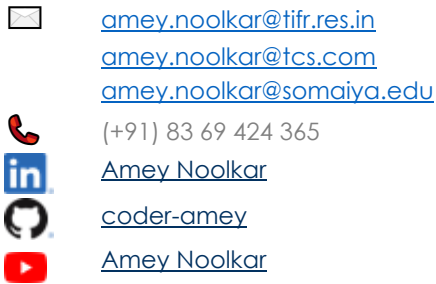 amey.noolkar@tifr.res.in
amey.noolkar@tcs.com
amey.noolkar@somaiya.edu
(+91) 83 69 424 365
in Amey Noolkar
coder-amey
Amey Noolkar